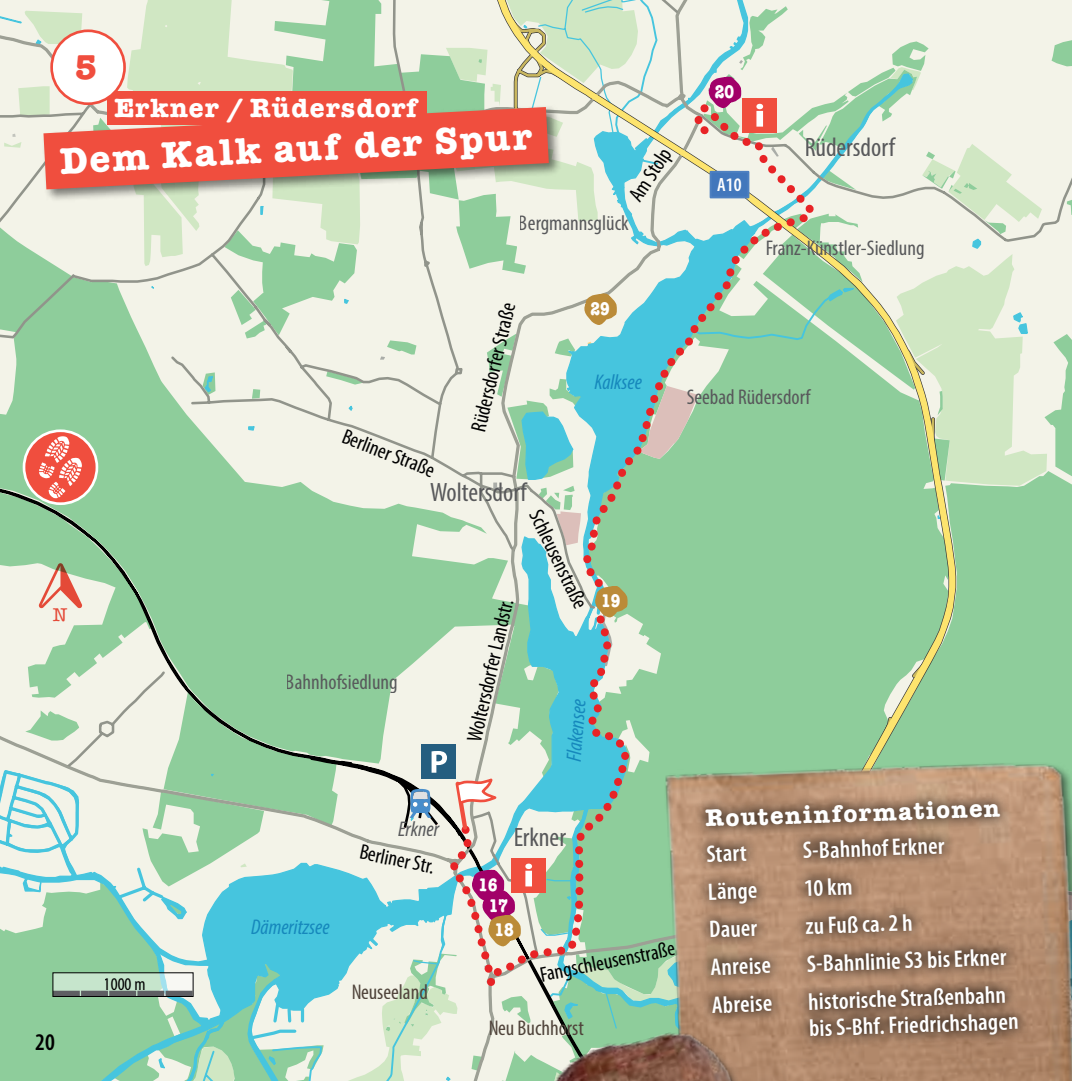 5
Erkner / Rüdersdorf
Dem Kalk auf der Spur
20
i
Rüdersdorf
Am Stolp
A10
Bergmannsglück
Franz-Künstler-Siedlung
29
Rüdersdorfer Straße
Kalksee
Seebad Rüdersdorf
Berliner Straße
Woltersdorf
Schleusenstraße
19
N
Woltersdorfer Landstr.
Bahnhofsiedlung
Flakensee
P
Erkner
Erkner
Berliner Str.
i
16
17
18
Dämeritzsee
Fangschleusenstraße
1000 m
Neuseeland
Neu Buchhorst
Routeninformationen
Start S-Bahnhof Erkner
Länge 10 km
Dauer zu Fuß ca. 2 h
Anreise S-Bahnlinie S3 bis Erkner
Abreise historische Straßenbahn
bis S-Bhf. Friedrichshagen
20